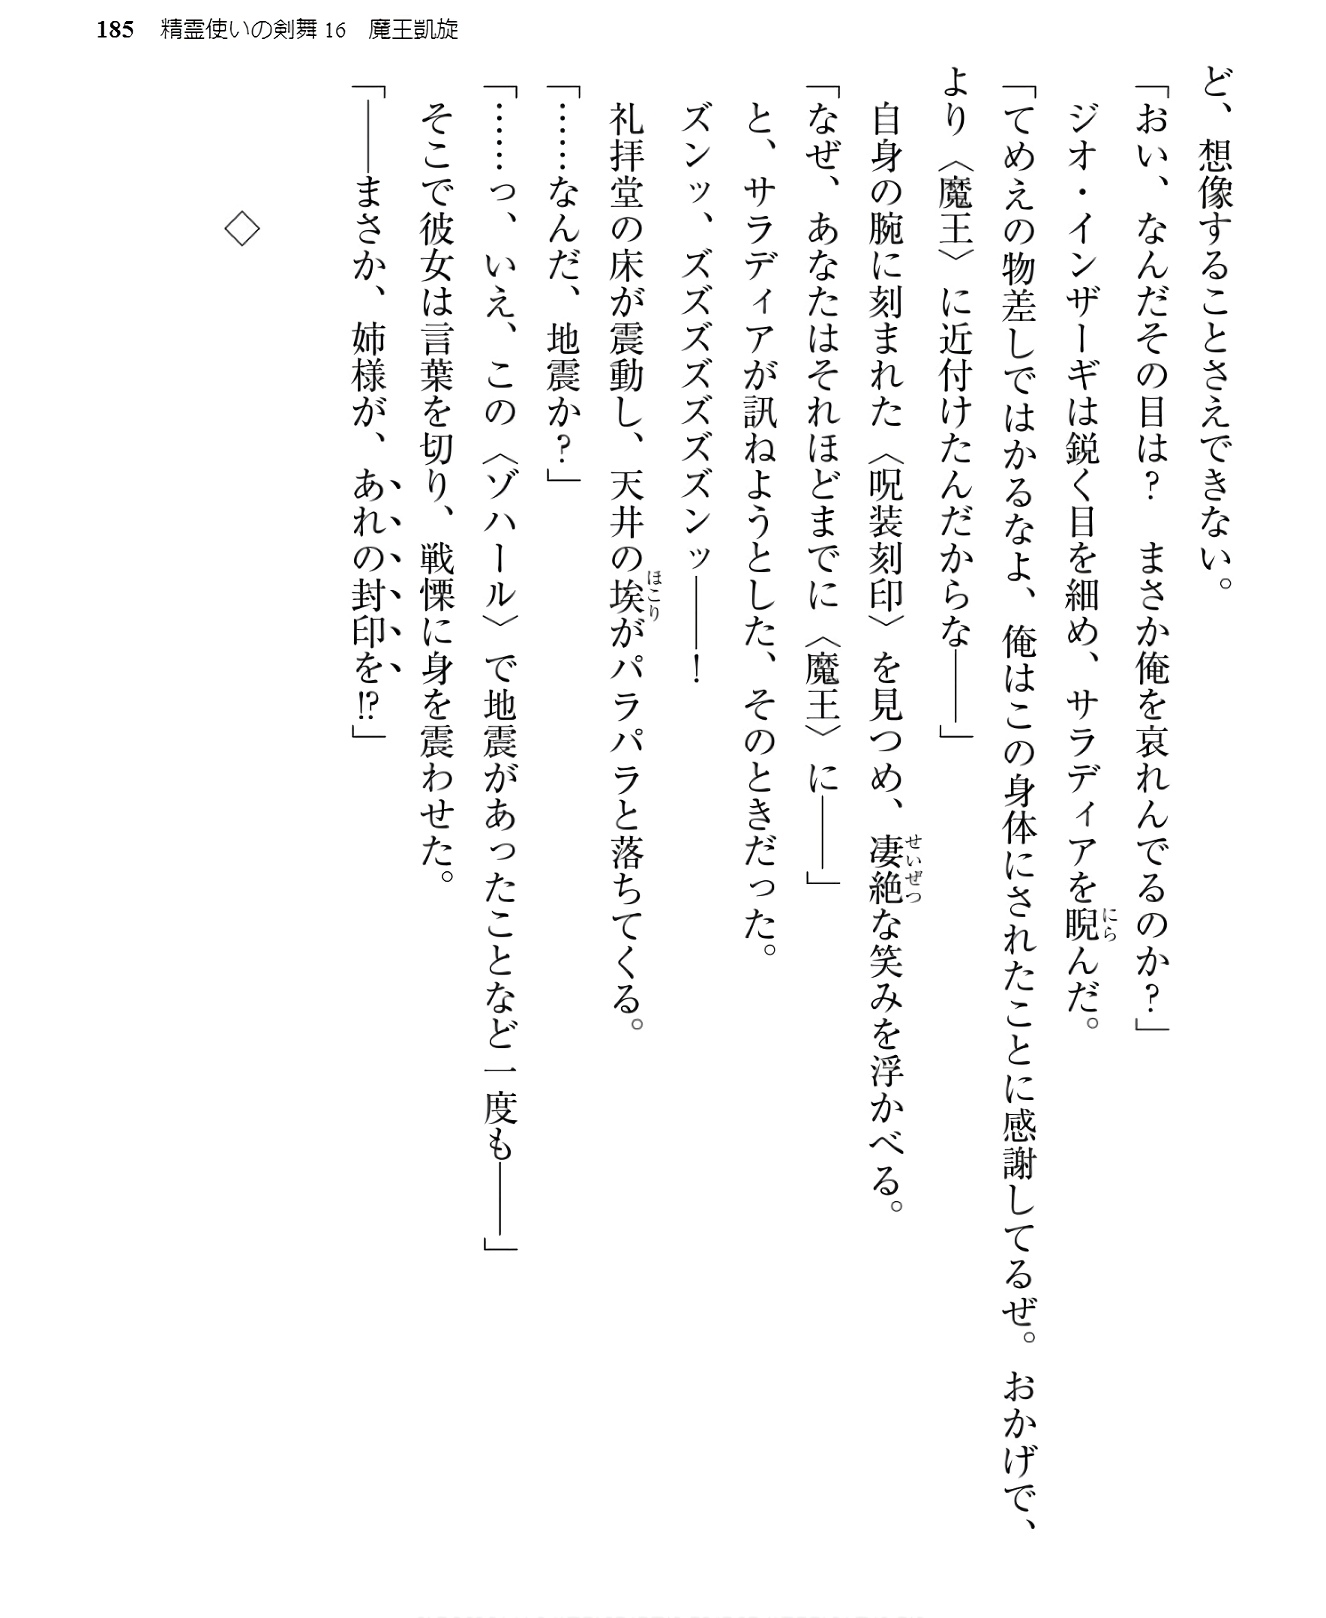 185 精霊使いの剣舞16 魔王凱旋
ど、想像することさえできない。
「おい、なんだその目は? まさか俺を哀れんでるのか?」
ジオ・インザーギは鋭く目を細め、サラディアを睨んだ。
「てめえの物差しではかるなよ、俺はこの身体にされたことに感謝してるぜ。おかげで、
より〈魔王〉に近付けたんだからな――」
自身の腕に刻まれた〈呪装刻印〉を見つめ、凄絶な笑みを浮かべる。
「なぜ、あなたはそれほどまでに〈魔王〉に――」
と、サラディアが訊ねようとした、そのときだった。
ズンッ、ズズズズズズンッ――!
礼拝堂の床が震動し、天井の埃がパラパラと落ちてくる。
「……なんだ、地震か?」
「……っ、いえ、この〈ゾハール〉で地震があったことなど一度も――」
そこで彼女は言葉を切り、戦慄に身を震わせた。
「――まさか、姉様が、あれの封印を!?」
◇